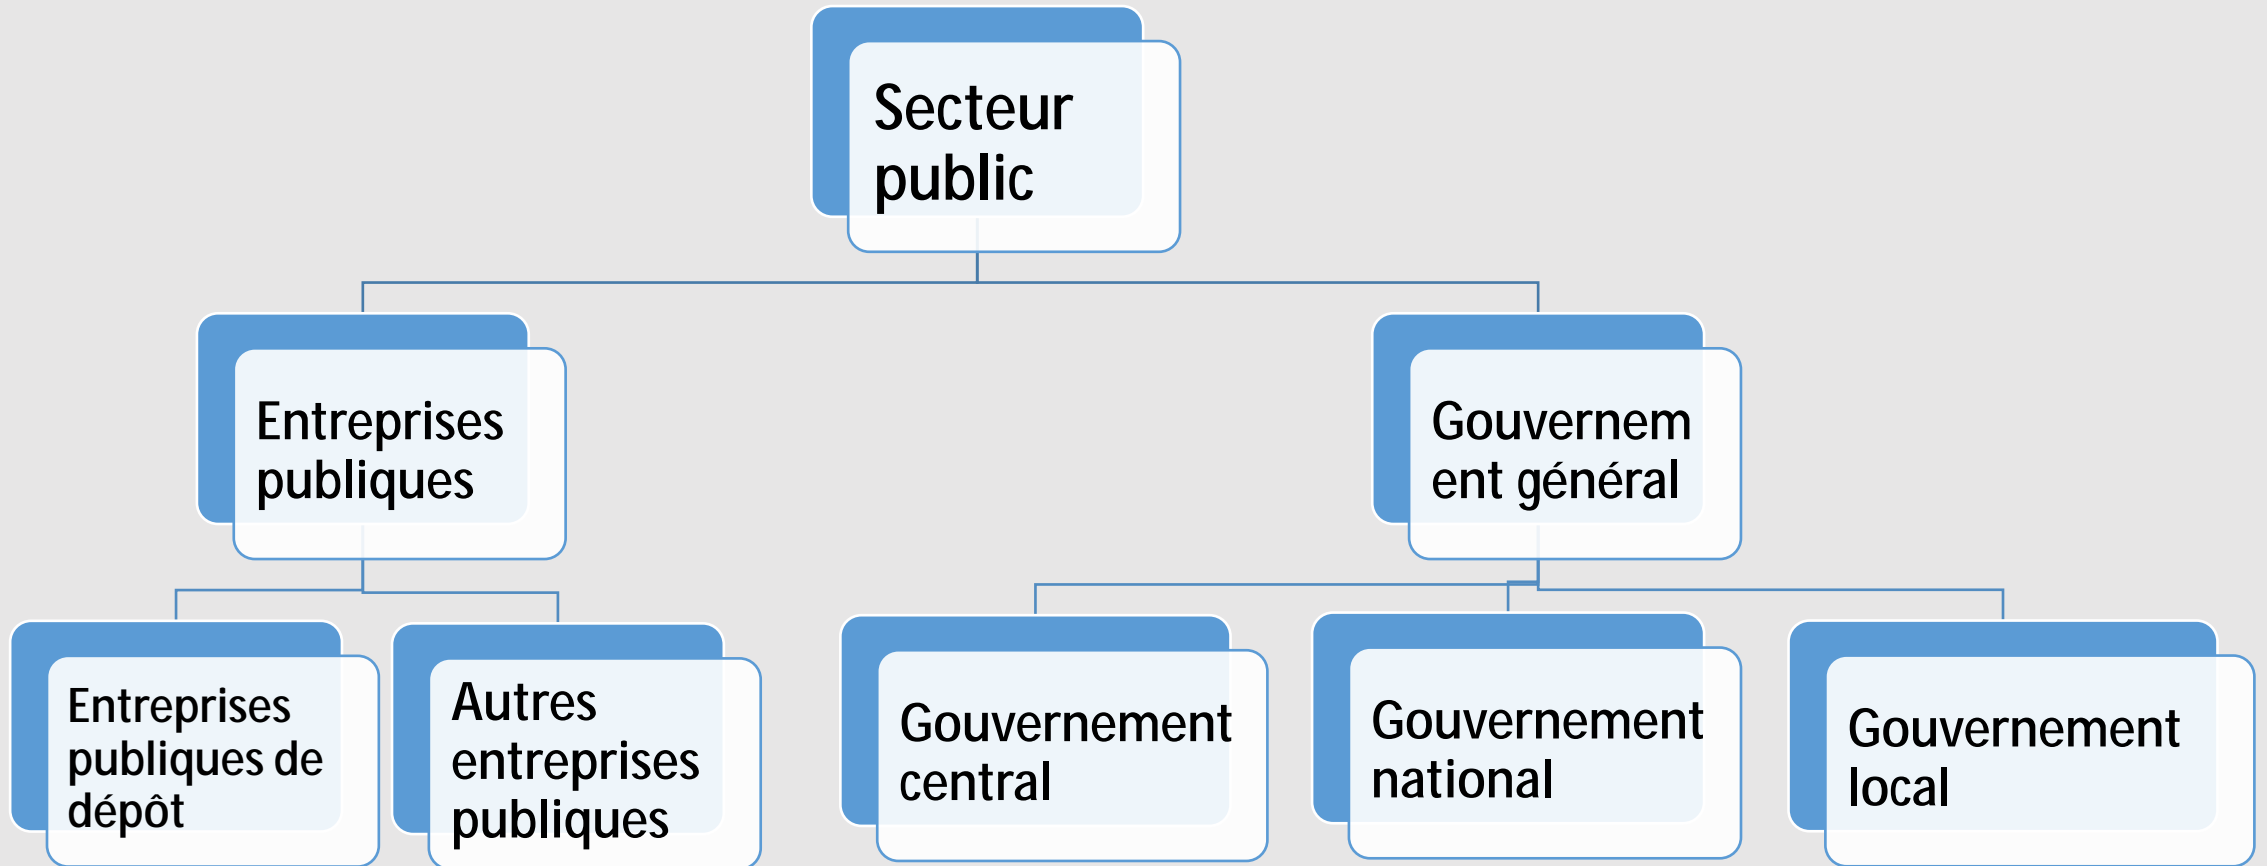 Secteur
public
Entreprises
publiques
Gouvernem
ent général
Entreprises
publiques de
dépôt
Autres
entreprises
publiques
Gouvernement
central
Gouvernement
national
Gouvernement
local